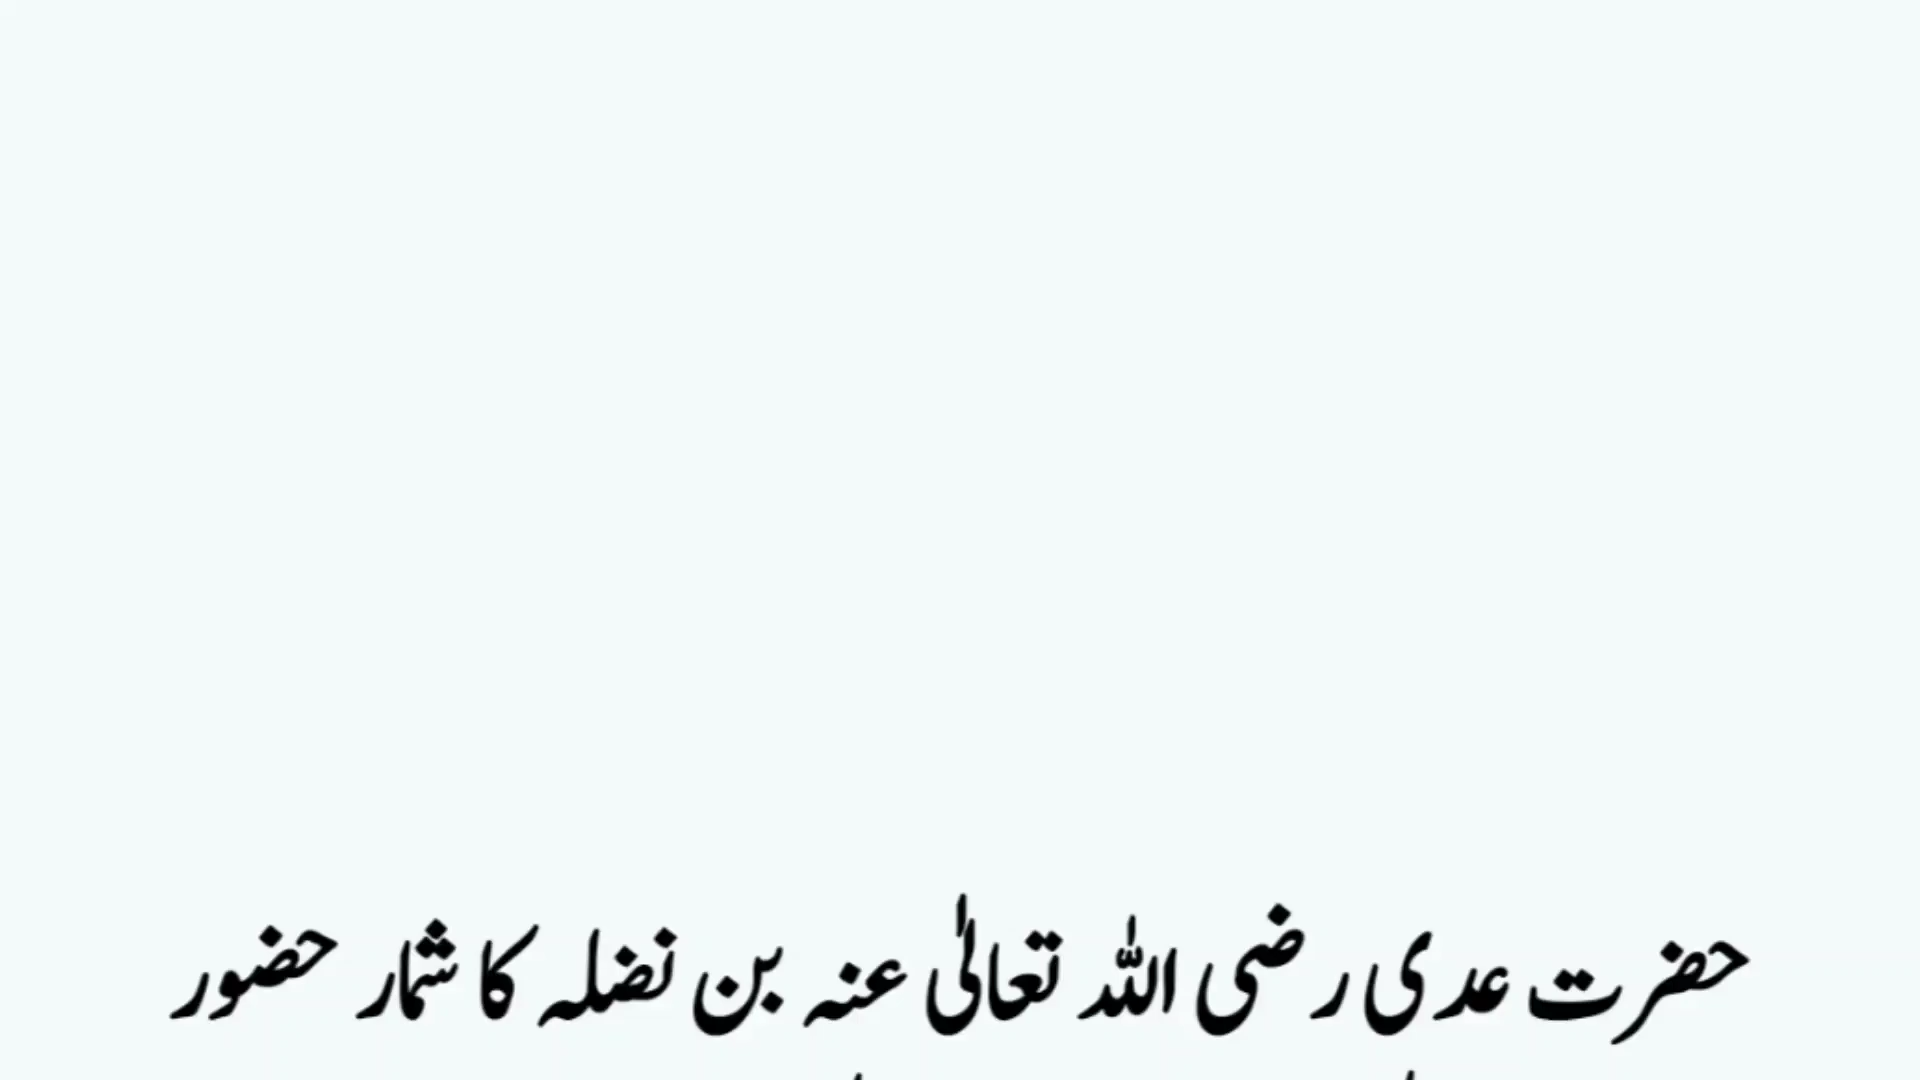 حضرت عدی رضی اللہ تعالیٰ عنہ بن نضلہ کا شمار حضور